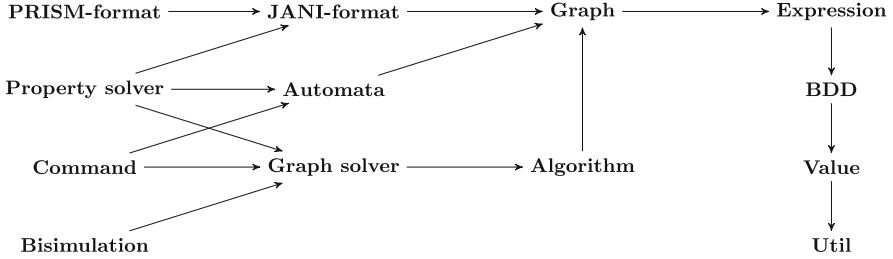 PRISM-format
JANI-format
Graph
Expression
Property solver
Automata
BDD
Command
Graph solver
Algorithm
Value
Bisimulation
Util